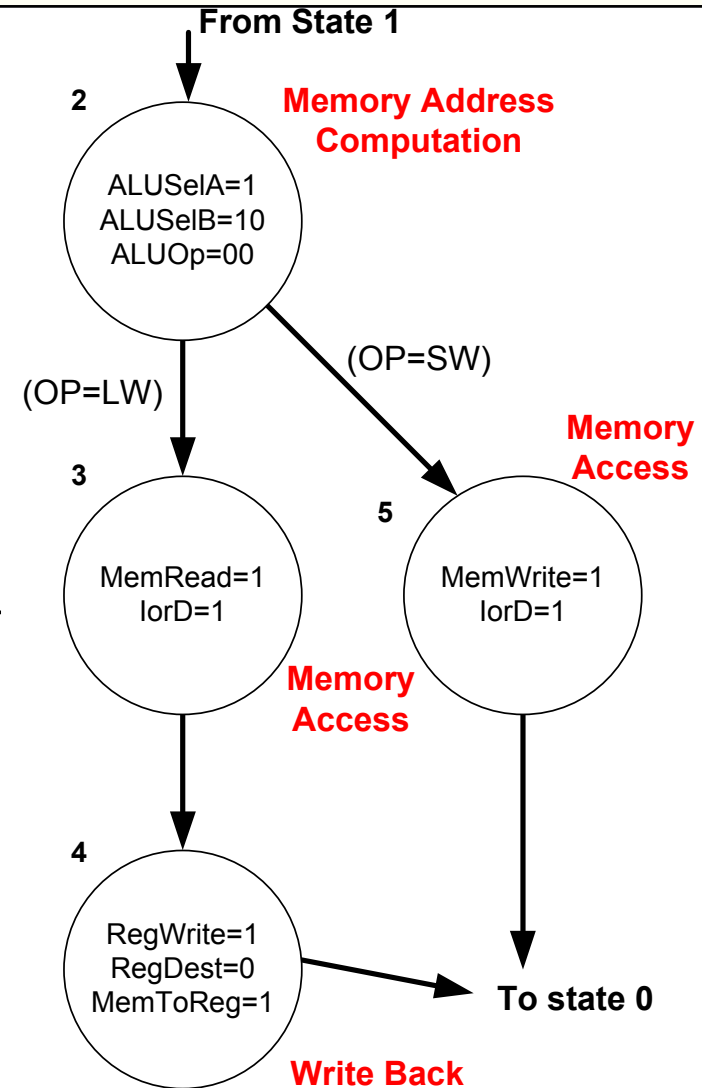 From State 1
2
Memory Address
Computation
ALUSelA=1
ALUSelB=10
ALUOp=00
(OP=LW)
(OP=SW)
3
Memory
Access
5
MemRead=1
IorD=1
MemWrite=1
IorD=1
Memory
Access
4
RegWrite=1
RegDest=0
MemToReg=1
To state 0
Write Back